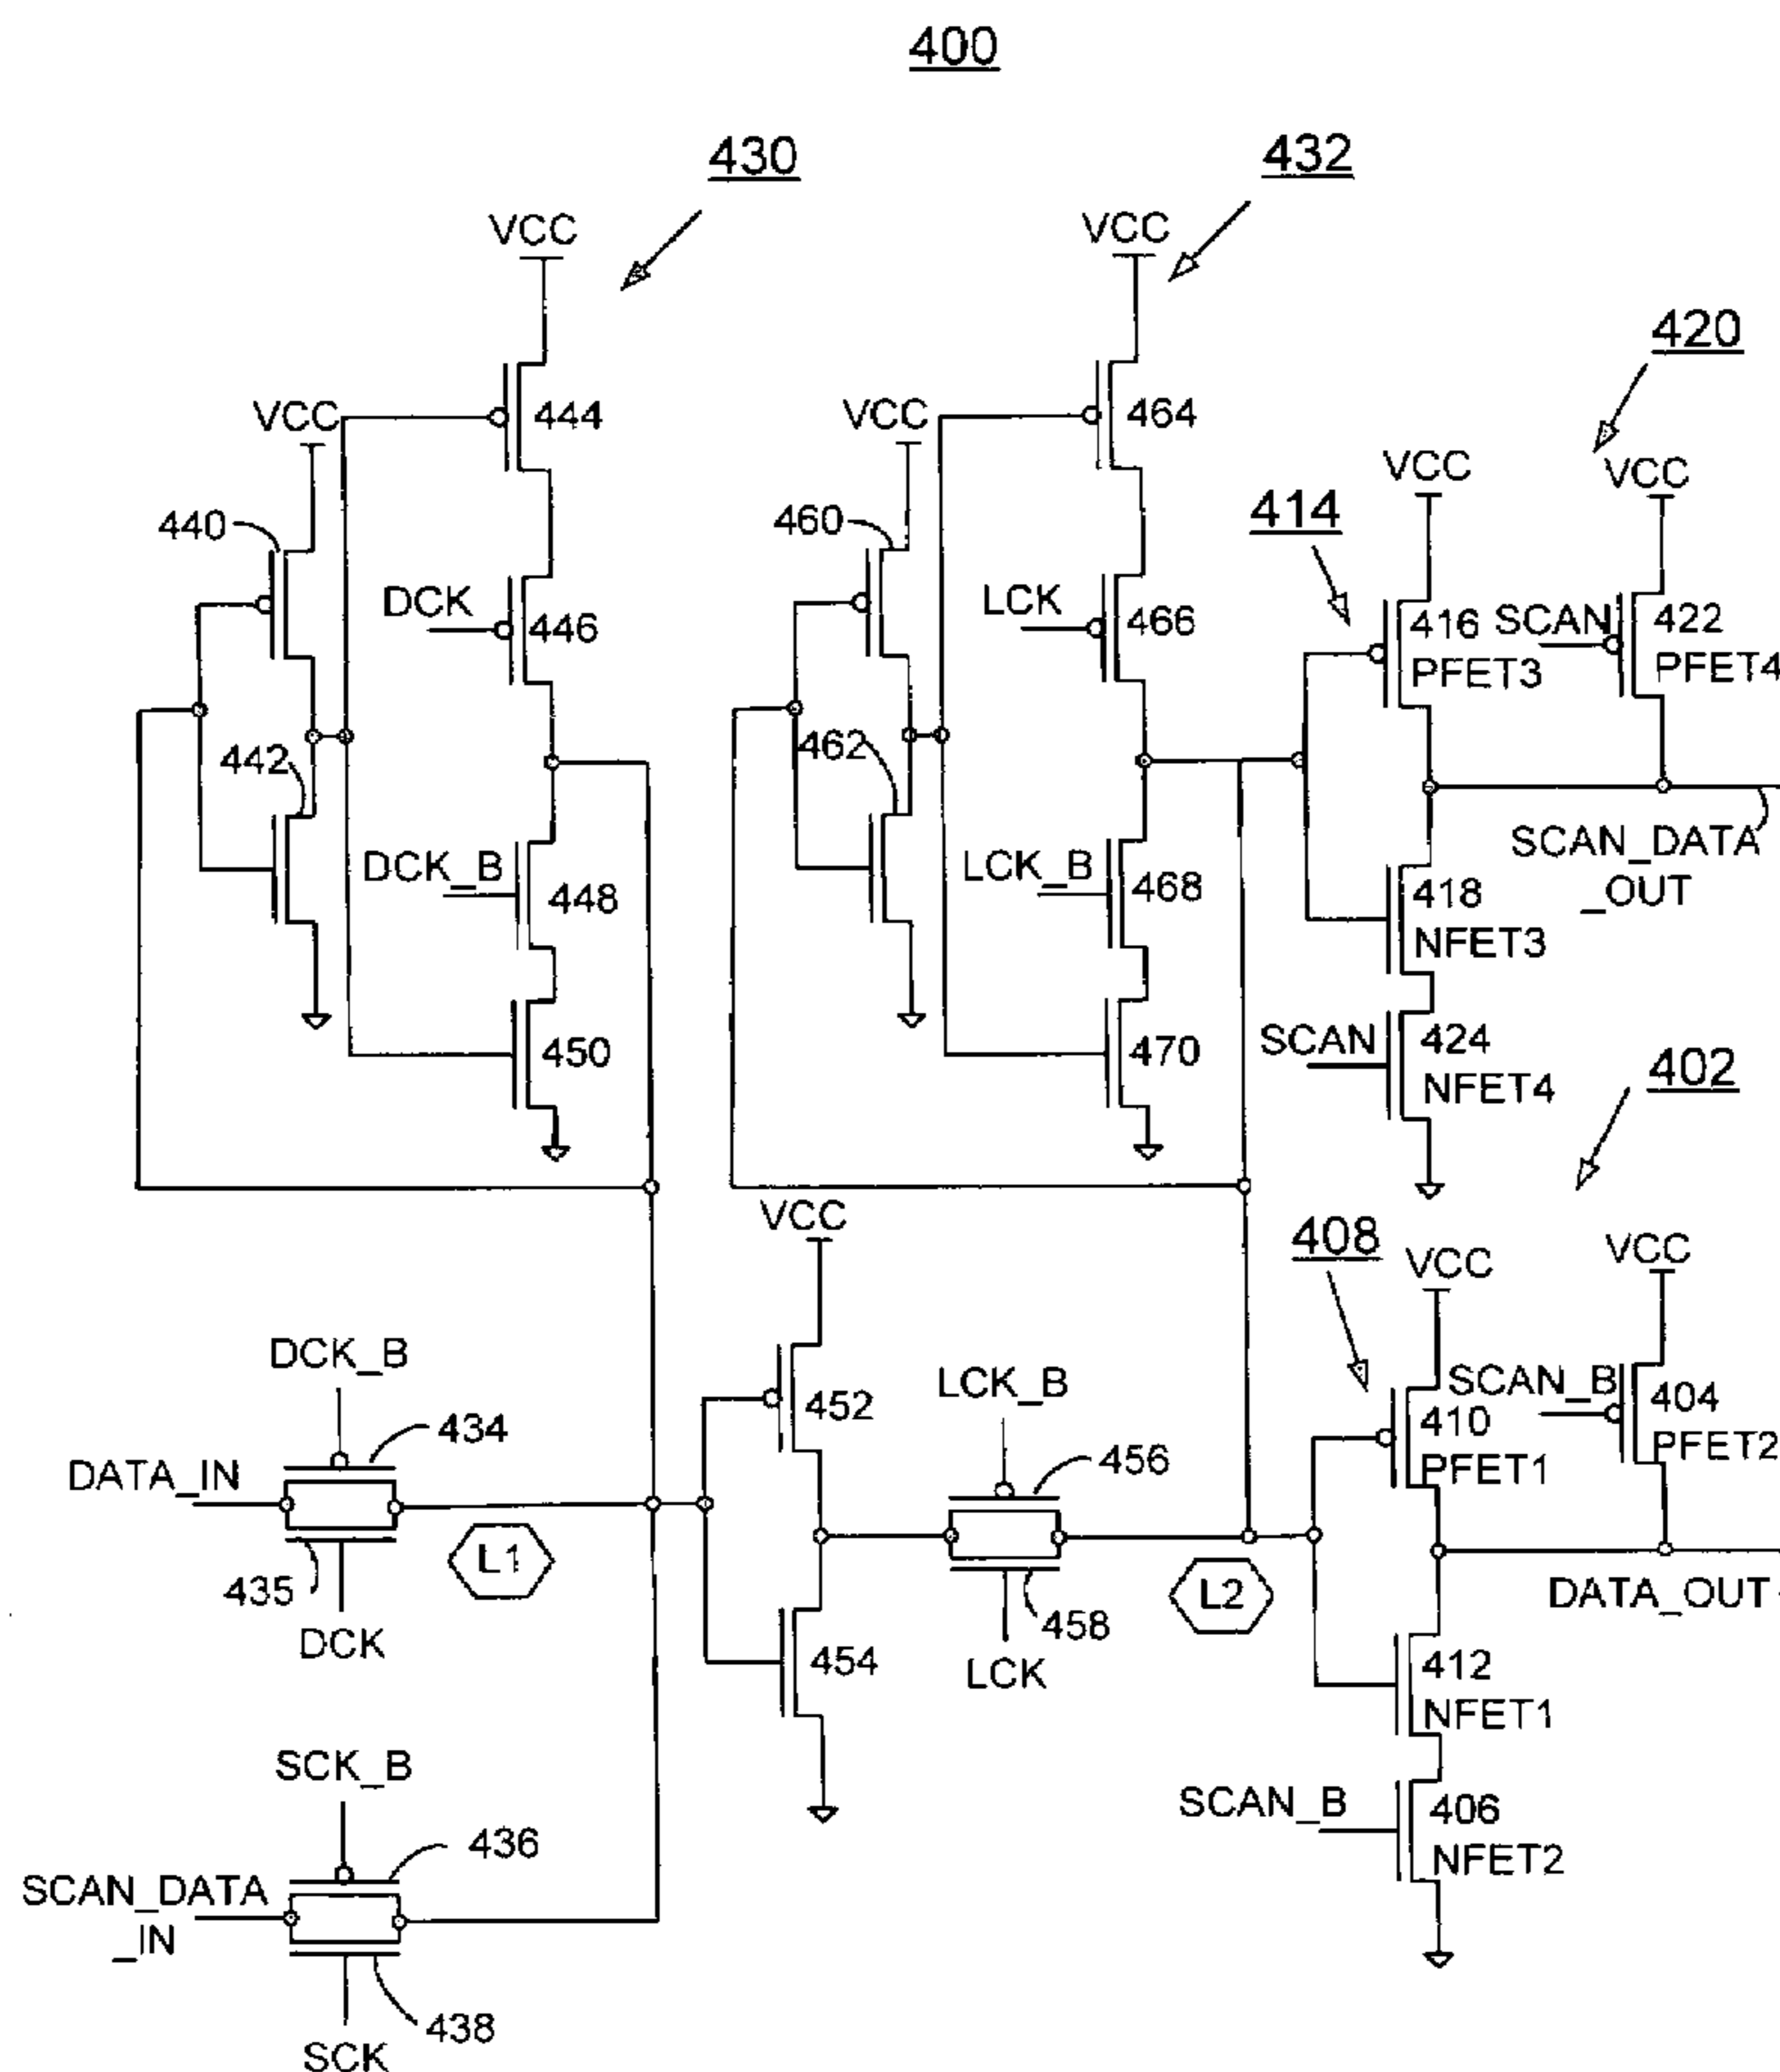 400
430
432
VCC
VCC
420
VCC
444
VCC
464
VCC
VCC
414
440
460
DCK
446
LCK
466
416
PFET3
SCAN
422
PFET4
442
462
SCAN_DATA
_OUT
DCK_B
448
LCK_B
468
418
NFET3
450
470
SCAN
424
NFET4
402
VCC
408
VCC
VCC
DCK_B
LCK_B
SCAN_B
404
PFET2
452
410
PFET1
434
456
DATA_IN
L1
L2
DATA_OUT
435
458
DCK
454
LCK
412
NFET1
SCK_B
SCAN_B
406
NFET2
436
SCAN_DATA
_IN
438
SCK